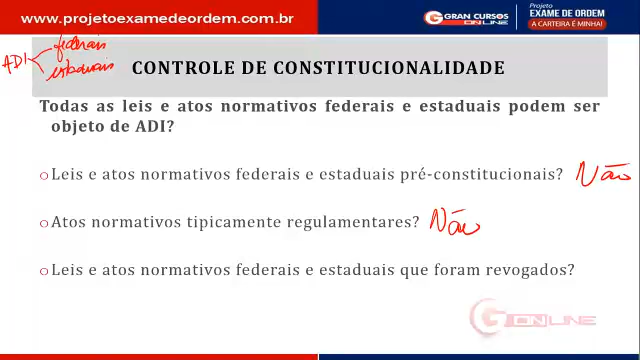 www.projetoexamedeordem.com.br
GRAN CURSOS
ONLINE
Projeto
EXAME DE ORDEM
A CARTEIRA É MINHA!
ADI
federais
estaduais
CONTROLE DE CONSTITUCIONALIDADE
Todas as leis e atos normativos federais e estaduais podem ser
objeto de ADI?
Leis e atos normativos federais e estaduais pré-constitucionais? Não
Atos normativos tipicamente regulamentares? Não
Leis e atos normativos federais e estaduais que foram revogados?
G ONLINE